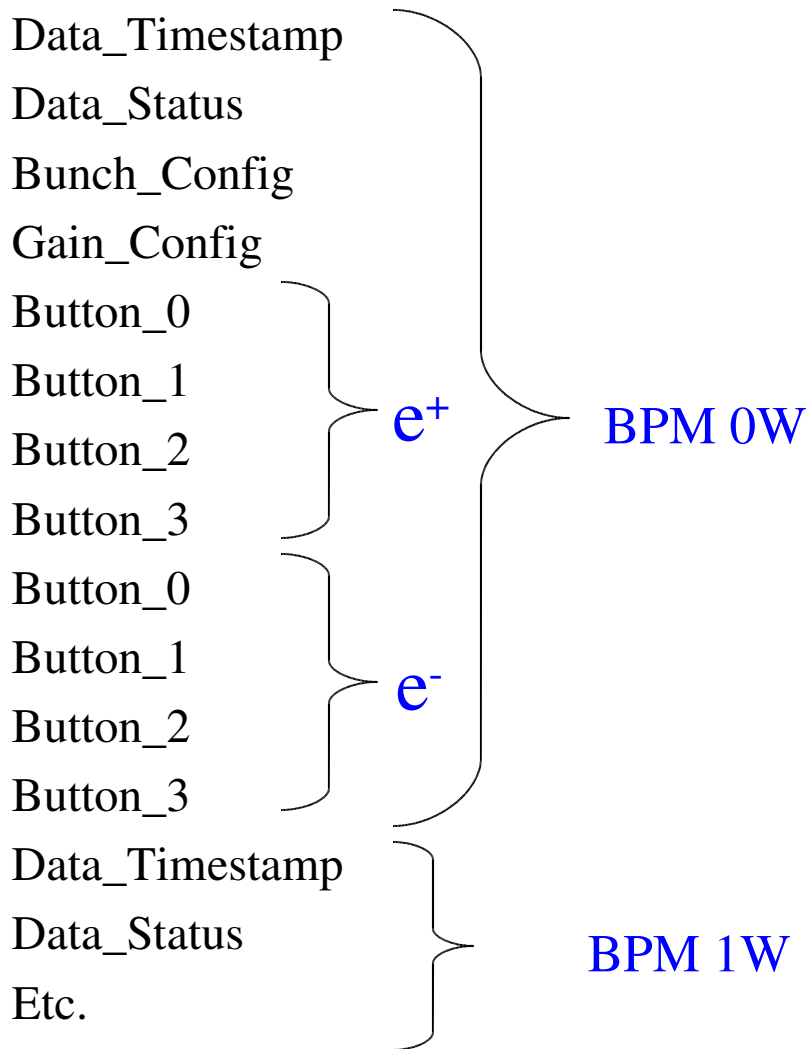 Data_Timestamp
Data_Status
Bunch_Config
Gain_Config
Button_0
Button_1
Button_2
Button_3
e+
BPM 0W
Button_0
Button_1
Button_2
Button_3
e-
Data_Timestamp
Data_Status
Etc.
BPM 1W